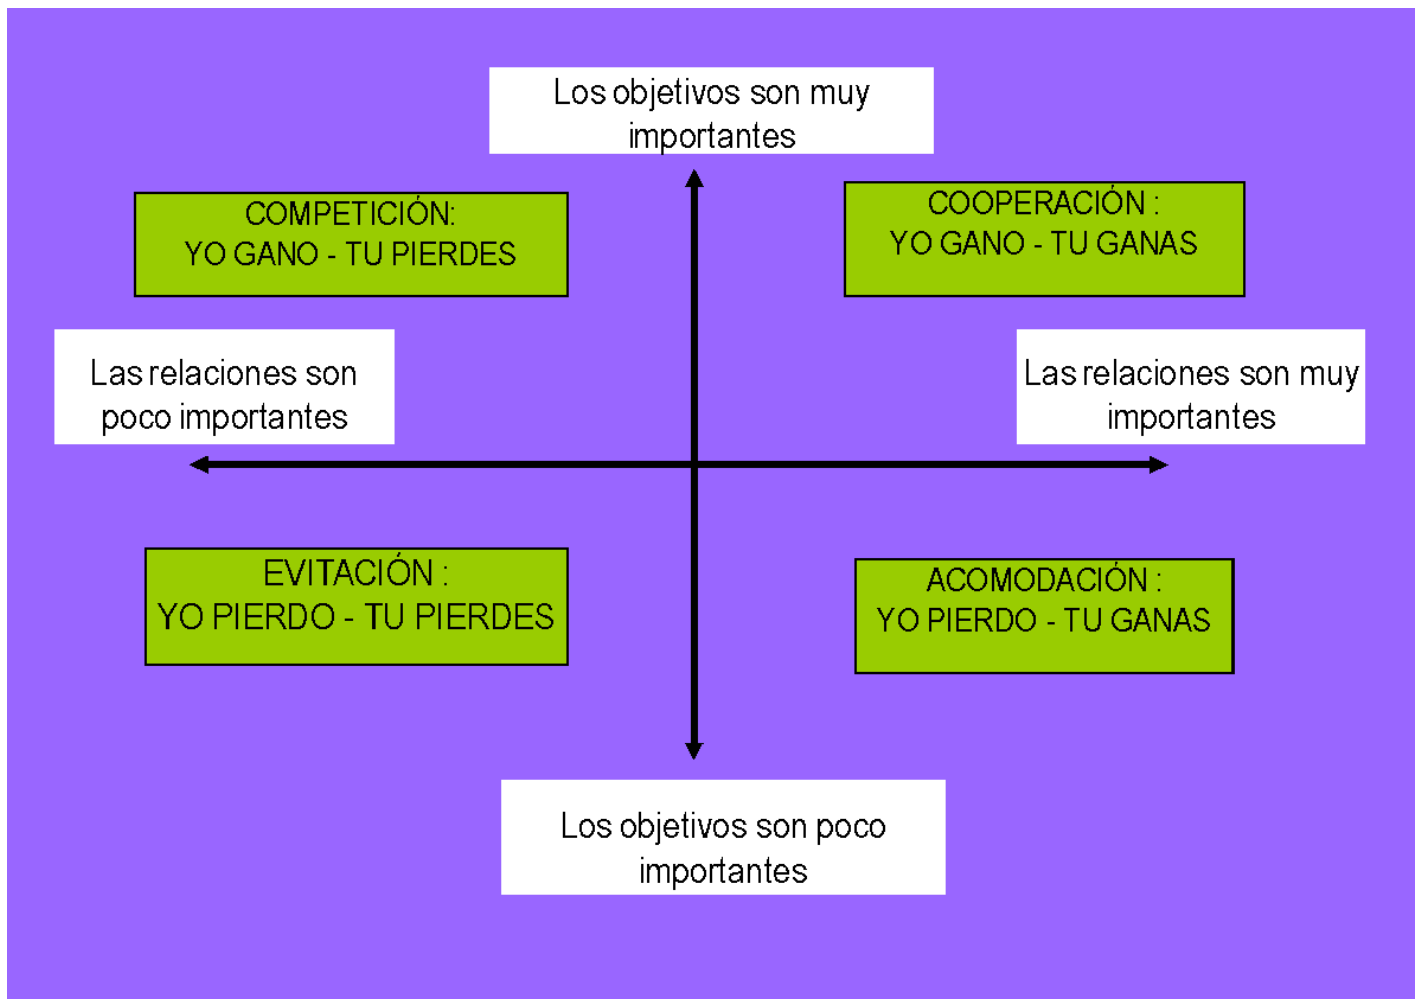 Los objetivos son muy
importantes
COMPETICIÓN:
YO GANO - TU PIERDES
COOPERACIÓN :
YO GANO - TU GANAS
Las relaciones son
poco importantes
Las relaciones son muy
importantes
EVITACIÓN :
YO PIERDO - TU PIERDES
ACOMODACIÓN :
YO PIERDO - TU GANAS
Los objetivos son poco
importantes